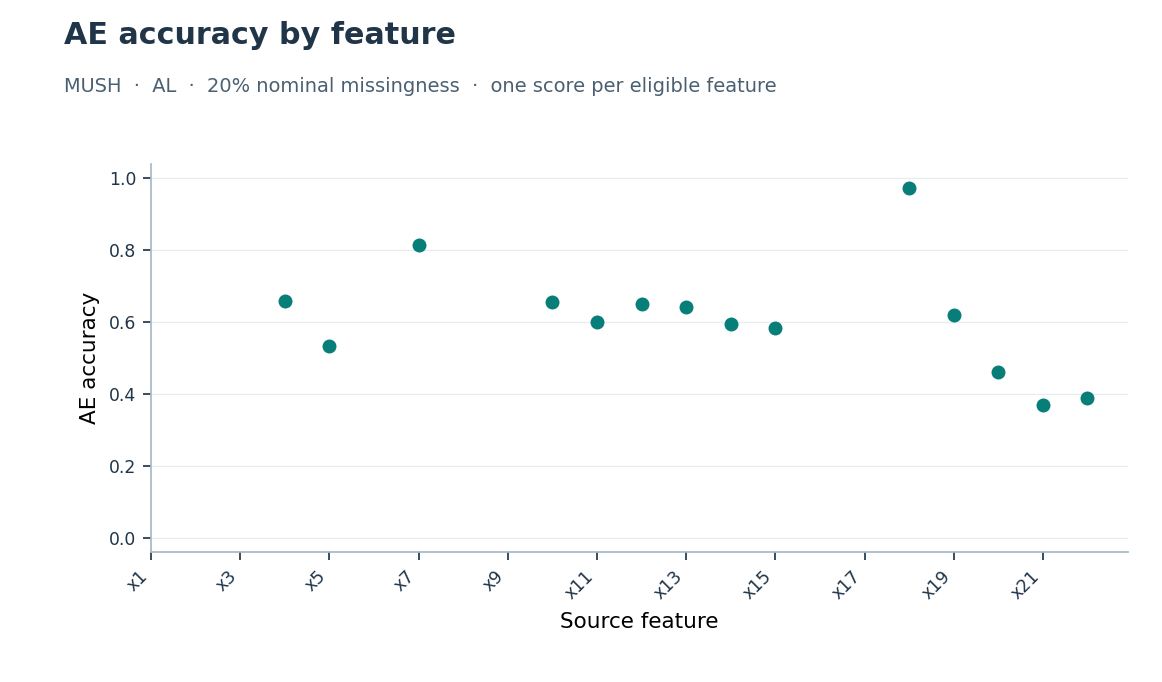 AE accuracy by feature
MUSH · AL · 20% nominal missingness · one score per eligible feature
AE accuracy
1.0
0.8
0.6
0.4
0.2
0.0
x1
x3
x5
x7
x9
x11
x13
x15
x17
x19
x21
Source feature